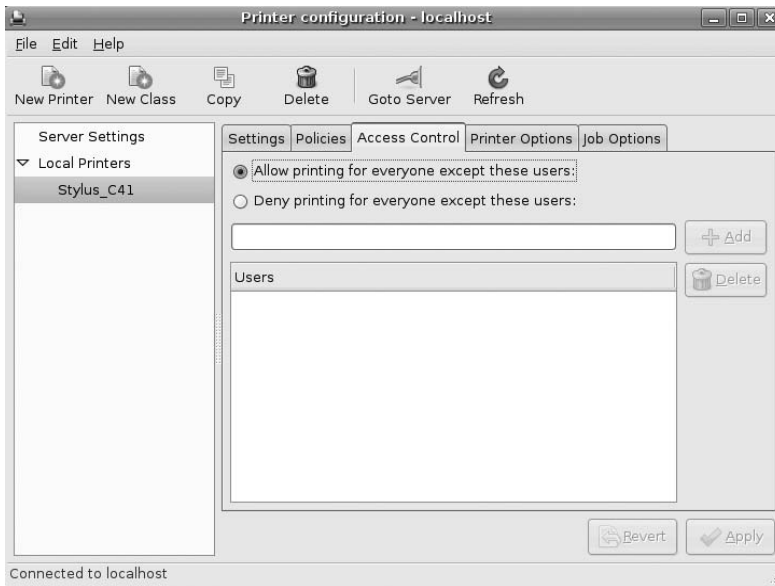 Printer configuration - localhost
File Edit Help
New Printer New Class Copy Delete Goto Server Refresh
Server Settings
Local Printers
Stylus_C41
Settings Policies Access Control Printer Options Job Options
Allow printing for everyone except these users:
Deny printing for everyone except these users:
Add
Users
Delete
Revert Apply
Connected to localhost